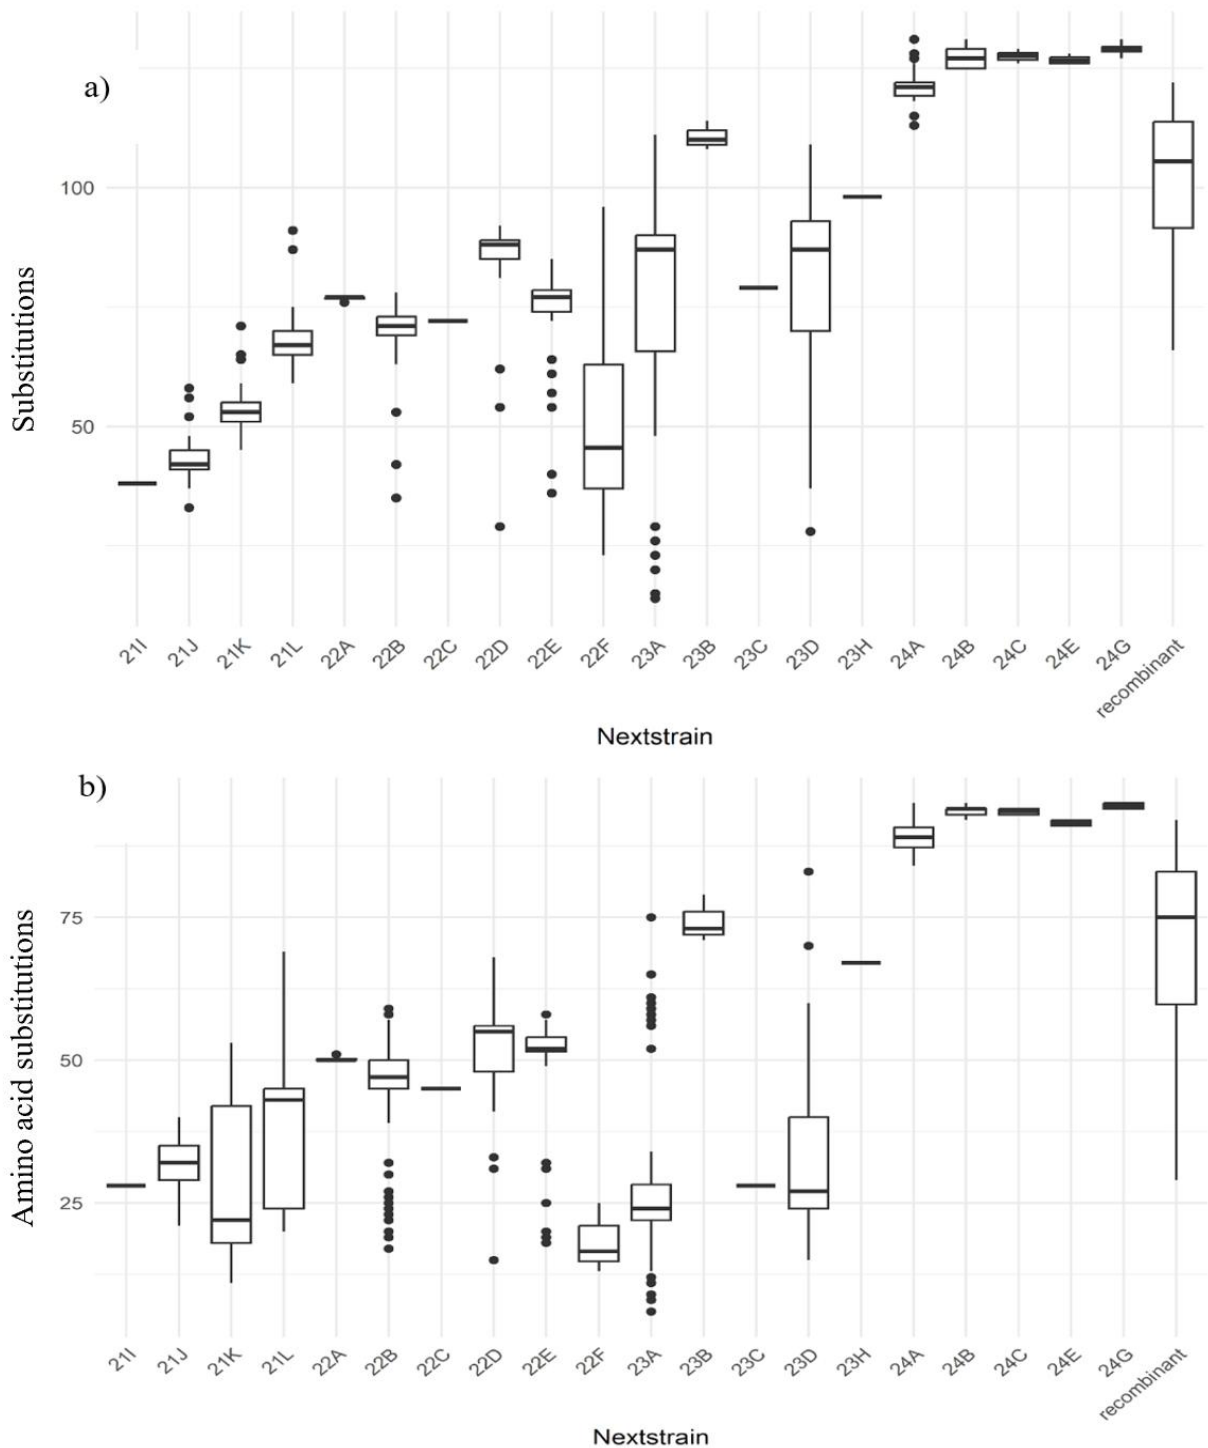 a)
Substitutions
100
50
21I 21J 21K 21L 22A 22B 22C 22D 22E 22F 23A 23B 23C 23D 23H 24A 24B 24C 24E 24G recombinant
Nextstrain
b)
Amino acid substitutions
75
50
25
21I 21J 21K 21L 22A 22B 22C 22D 22E 22F 23A 23B 23C 23D 23H 24A 24B 24C 24E 24G recombinant
Nextstrain